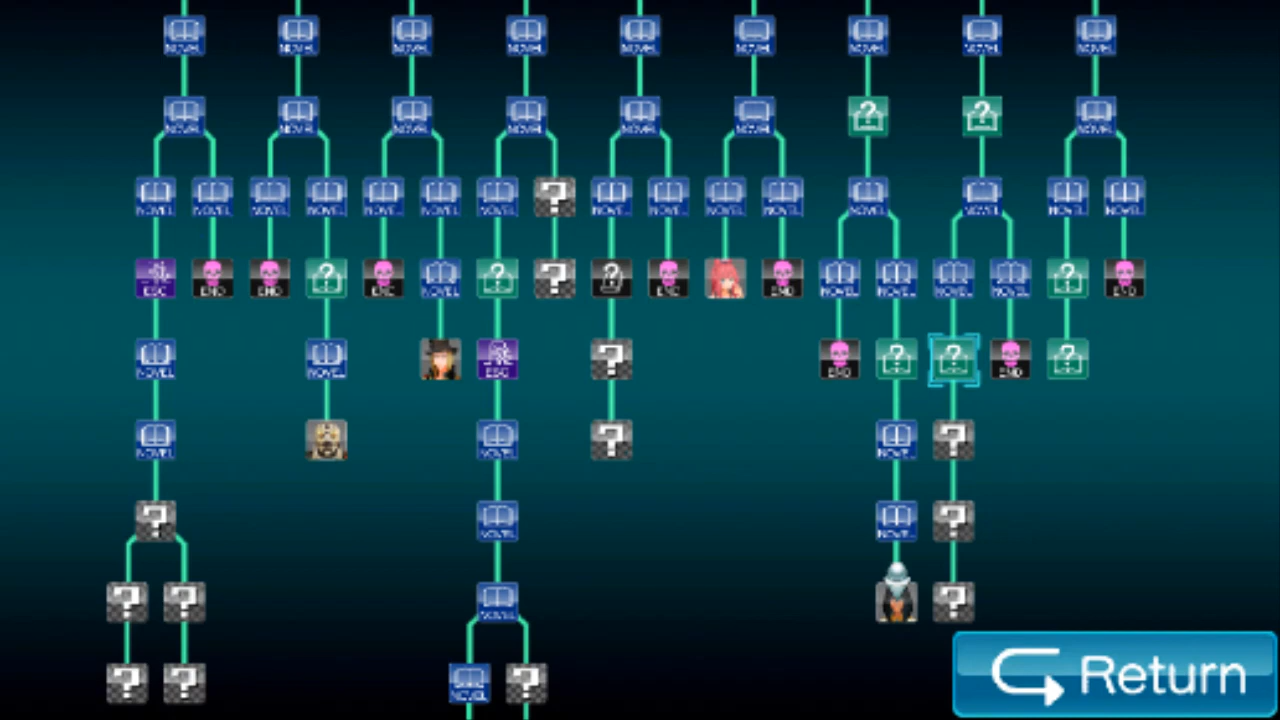 NOVEL NOVEL NOVEL NOVEL NOVEL NOVEL NOVEL NOVEL NOVEL
NOVEL NOVEL NOVEL NOVEL NOVEL NOVEL ? ? NOVEL
NOVEL NOVEL NOVEL NOVEL NOVEL NOVEL NOVEL ? NOVEL NOVEL NOVEL NOVEL NOVEL NOVEL NOVEL NOVEL
ESC END END ? END NOVEL ? ? ? END END NOVEL NOVEL NOVEL NOVEL ? END
NOVEL NOVEL ESC ? END ? ? END ?
NOVEL NOVEL ? NOVEL ?
? NOVEL NOVEL ?
? ? NOVEL ?
? ? NOVEL ?
Return